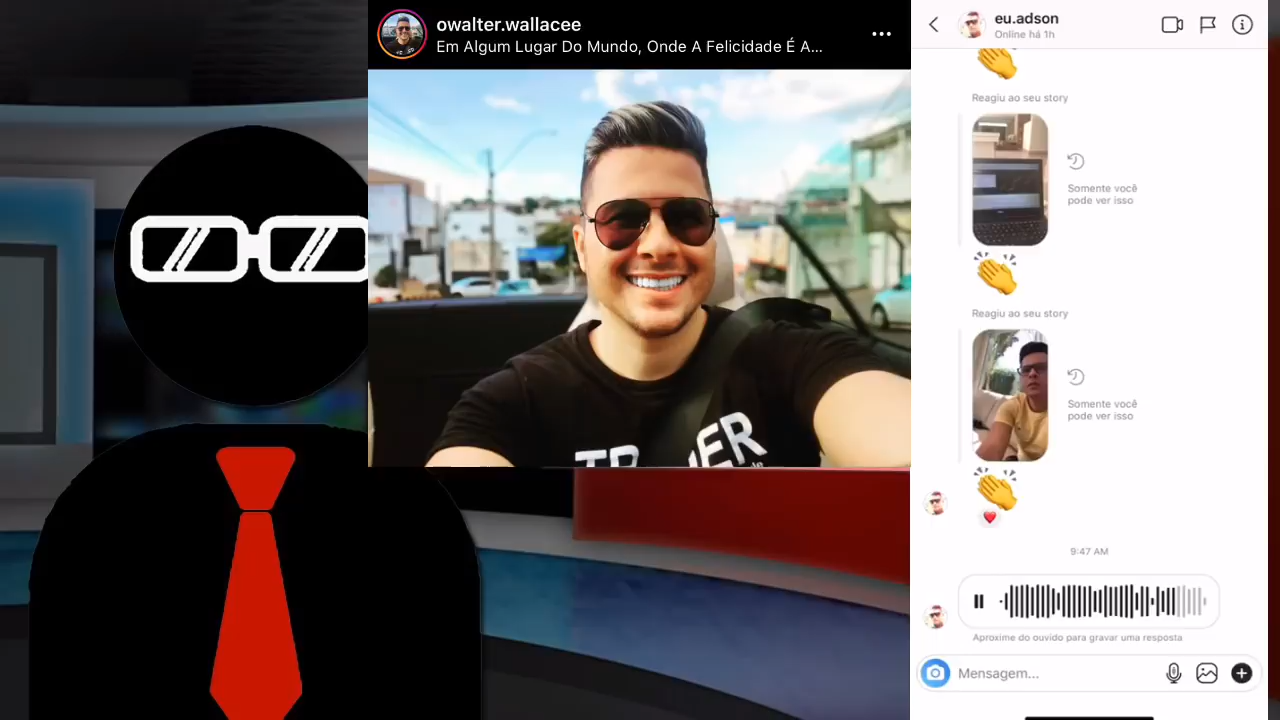 owalter.wallacee
Em Algum Lugar Do Mundo, Onde A Felicidade É A...
eu.adson
Online há 1h
Reagiu ao seu story
Somente você
pode ver isso
Reagiu ao seu story
Somente você
pode ver isso
9:47 AM
Aproxime do ouvido para gravar uma resposta
Mensagem...